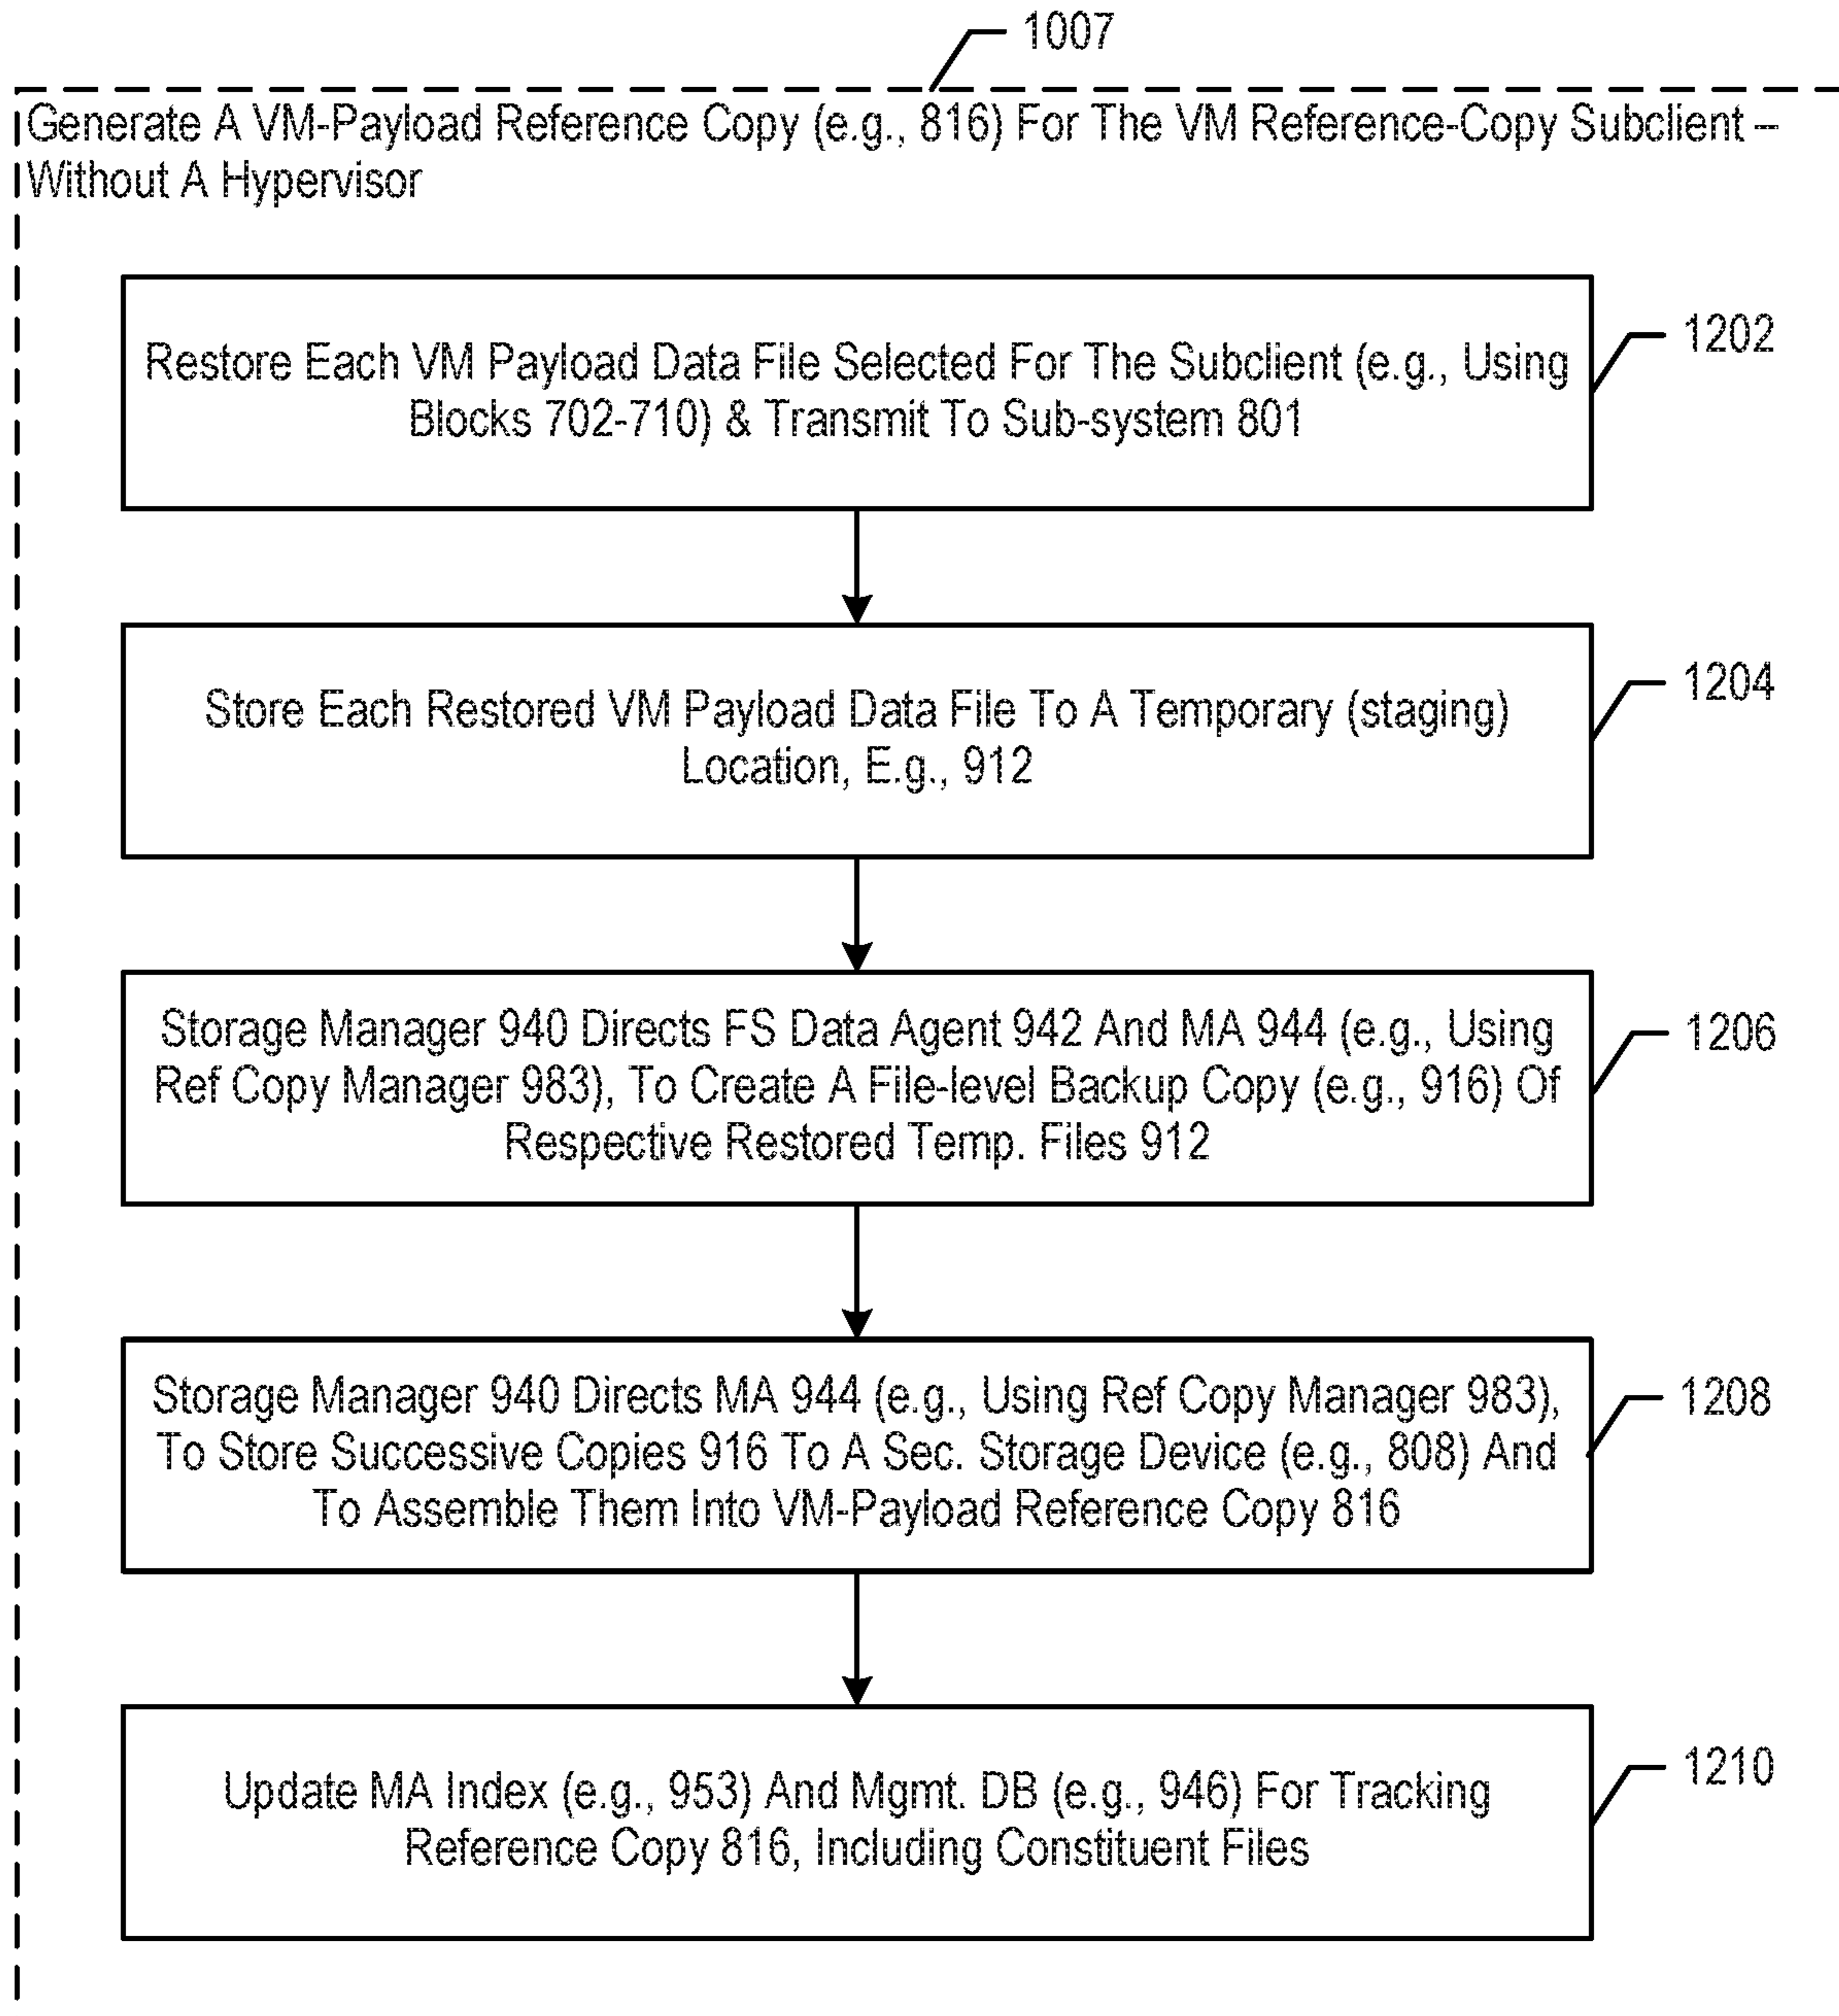 1007
Generate A VM-Payload Reference Copy (e.g., 816) For The VM Reference-Copy Subclient –
Without A Hypervisor
Restore Each VM Payload Data File Selected For The Subclient (e.g., Using
Blocks 702-710) & Transmit To Sub-system 801
1202
Store Each Restored VM Payload Data File To A Temporary (staging)
Location, E.g., 912
1204
Storage Manager 940 Directs FS Data Agent 942 And MA 944 (e.g., Using
Ref Copy Manager 983), To Create A File-level Backup Copy (e.g., 916) Of
Respective Restored Temp. Files 912
1206
Storage Manager 940 Directs MA 944 (e.g., Using Ref Copy Manager 983),
To Store Successive Copies 916 To A Sec. Storage Device (e.g., 808) And
To Assemble Them Into VM-Payload Reference Copy 816
1208
Update MA Index (e.g., 953) And Mgmt. DB (e.g., 946) For Tracking
Reference Copy 816, Including Constituent Files
1210